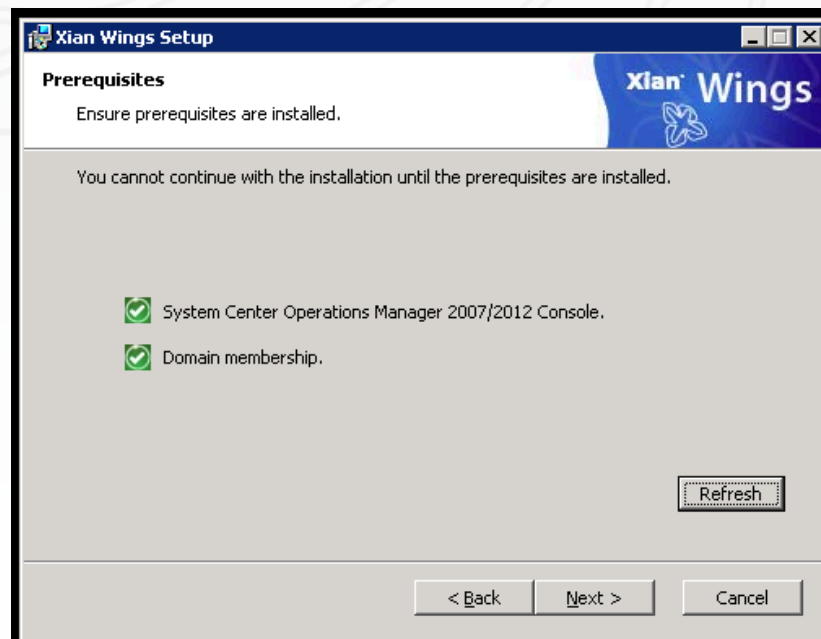 Xian Wings Setup
Prerequisites
Ensure prerequisites are installed.
Xian Wings
You cannot continue with the installation until the prerequisites are installed.
System Center Operations Manager 2007/2012 Console.
Domain membership.
Refresh
< Back
Next >
Cancel